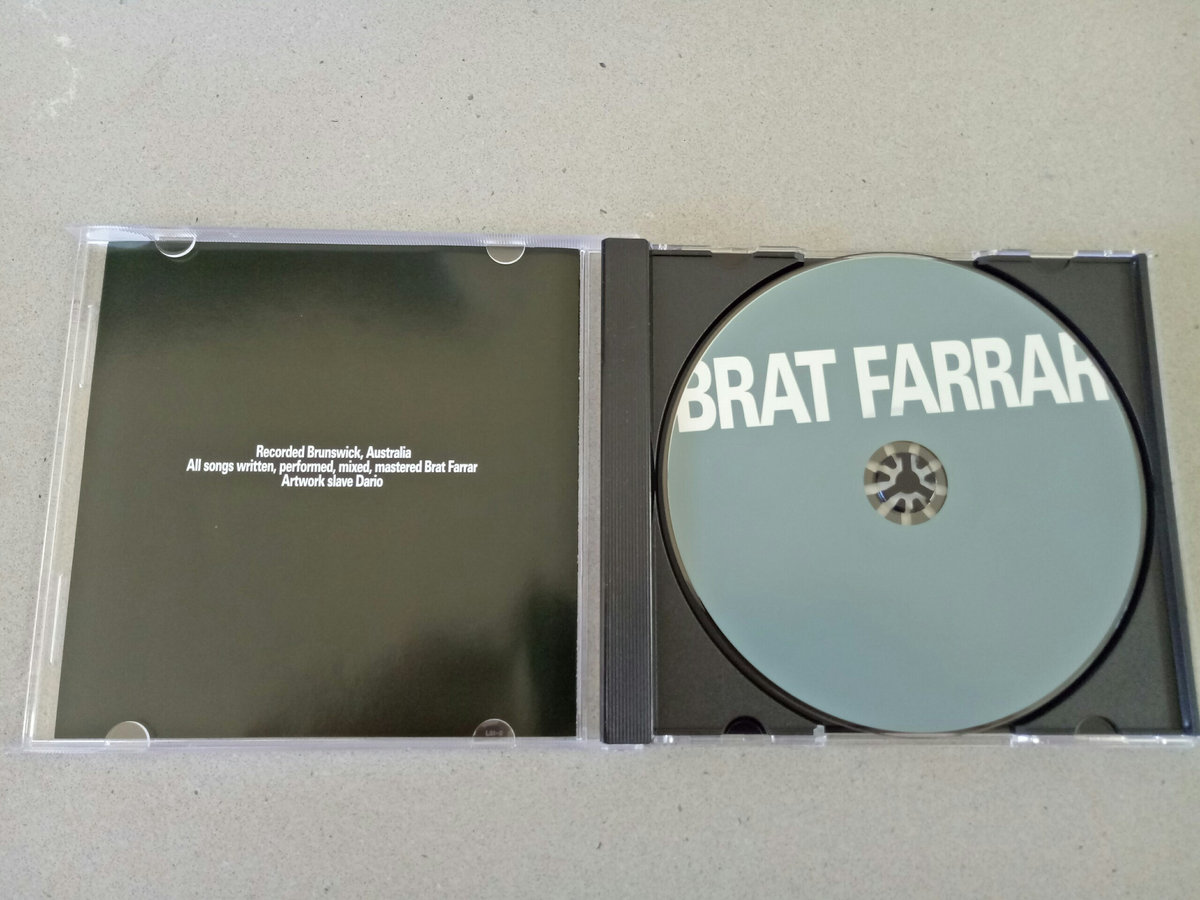 Recorded Brunswick, Australia
All songs written, performed, mixed, mastered Brat Farrar
Artwork slave Dario
BRAT FARRAR